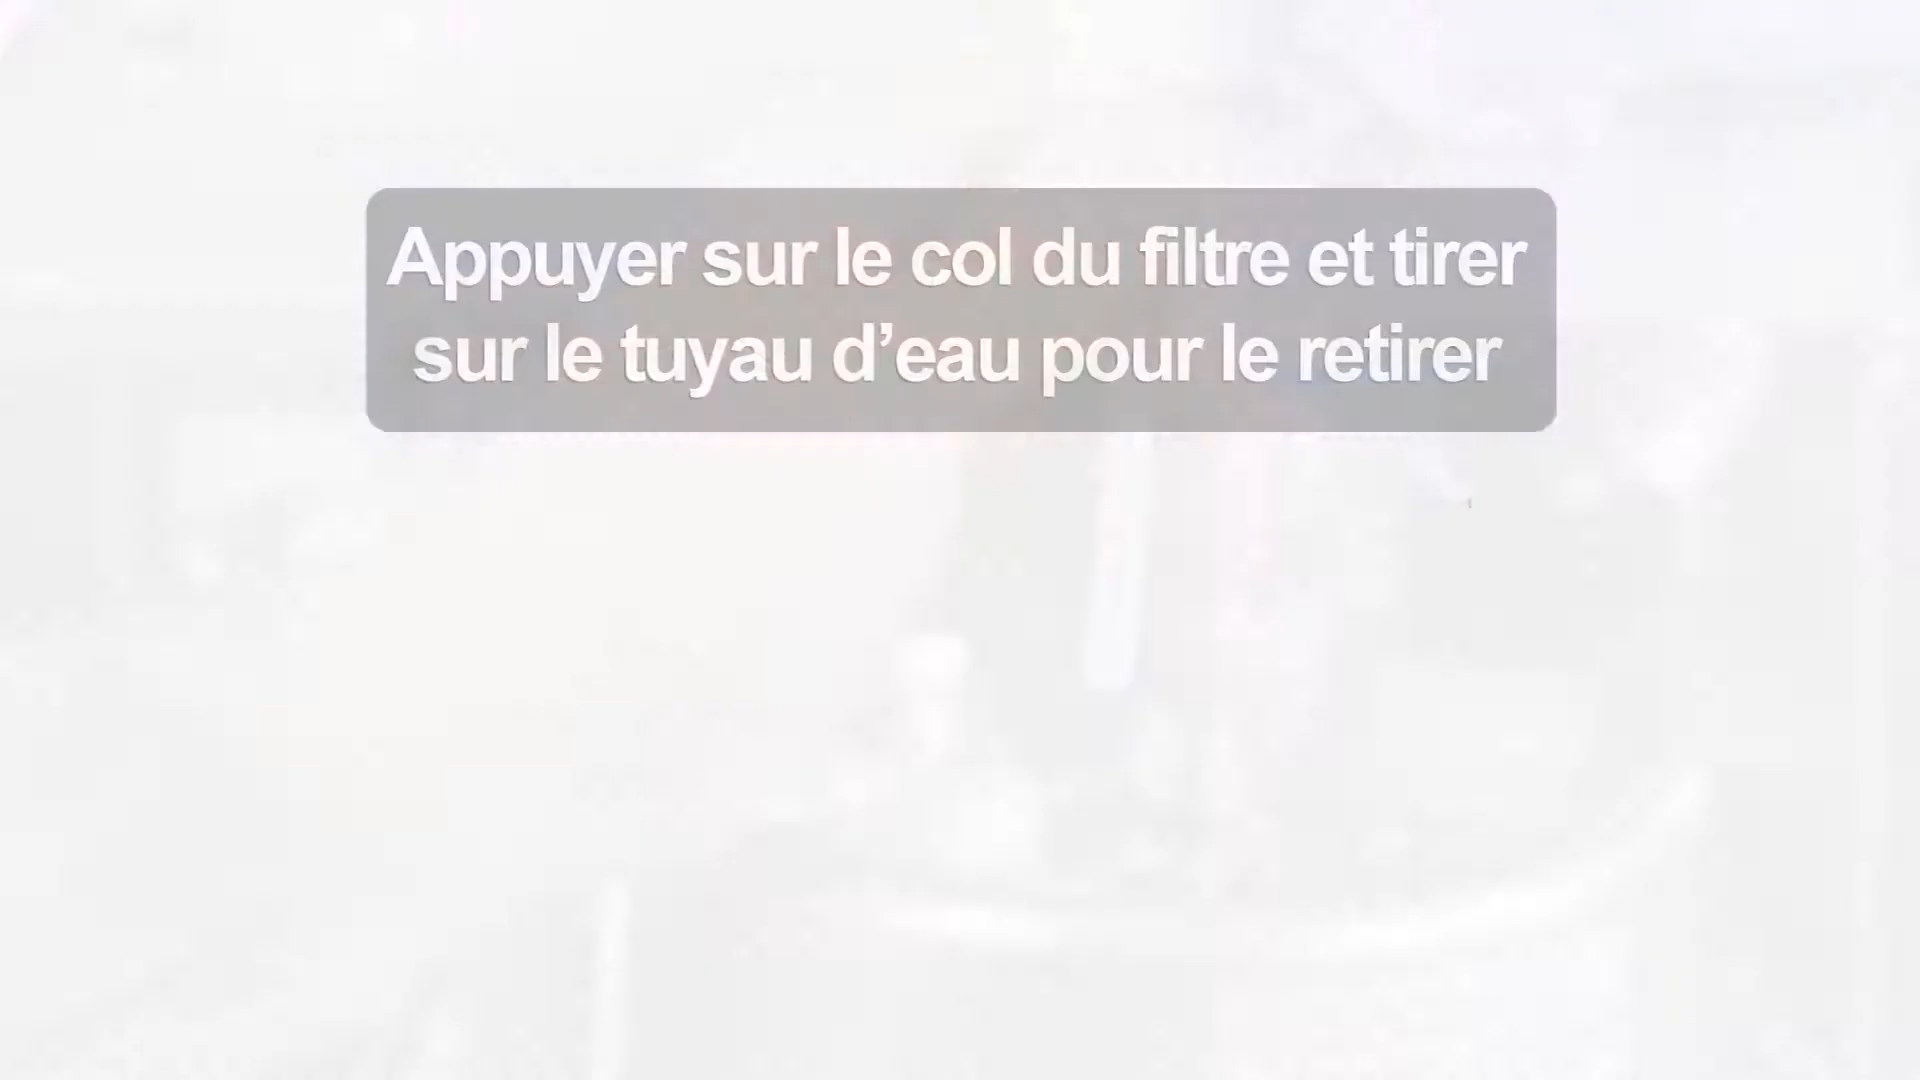 Appuyer sur le col du filtre et tirer
sur le tuyau d’eau pour le retirer